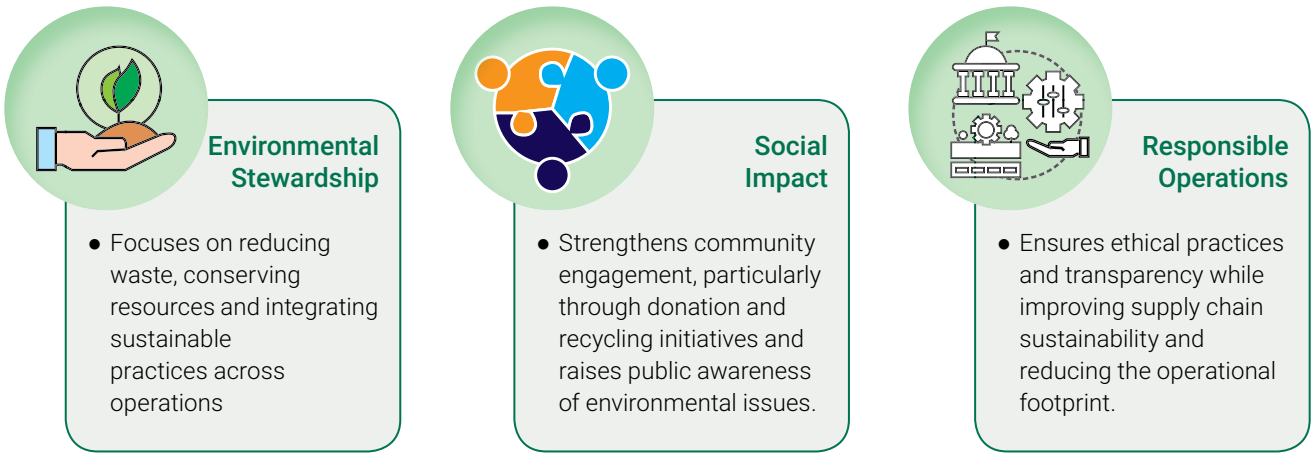 Environmental
Stewardship
● Focuses on reducing
waste, conserving
resources and integrating
sustainable
practices across
operations
Social
Impact
● Strengthens community
engagement, particularly
through donation and
recycling initiatives and
raises public awareness
of environmental issues.
Responsible
Operations
● Ensures ethical practices
and transparency while
improving supply chain
sustainability and
reducing the operational
footprint.